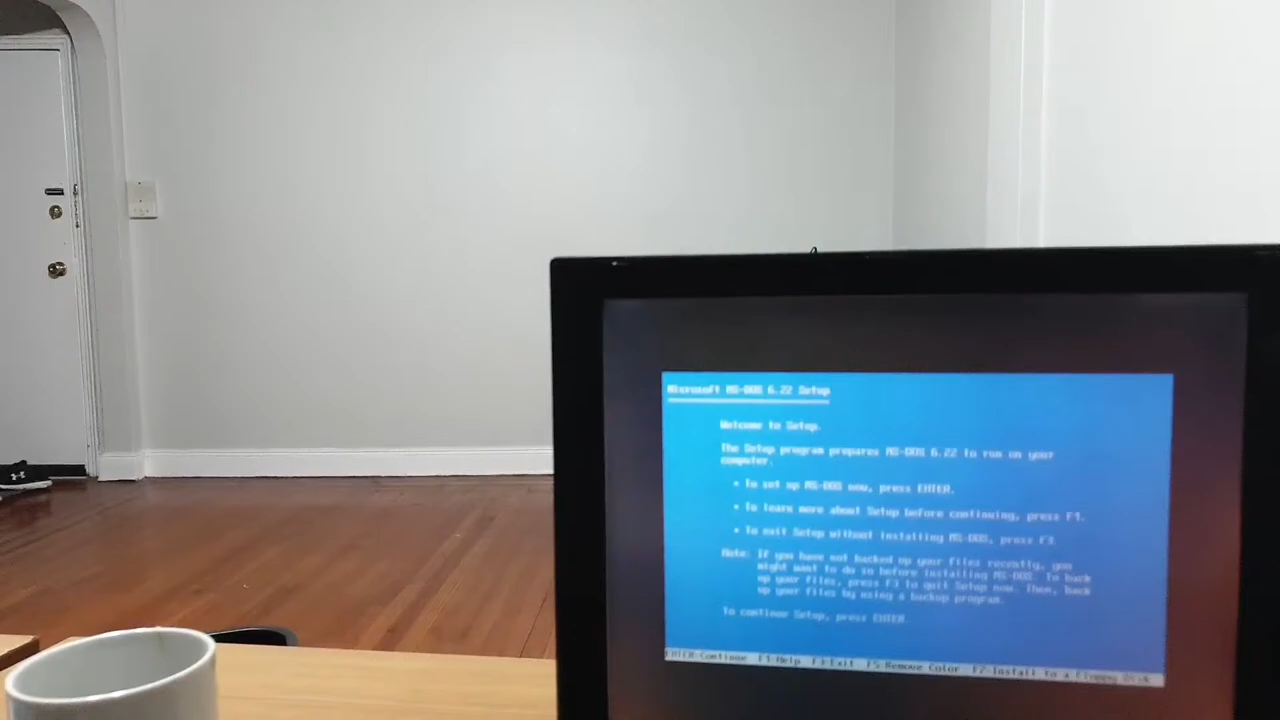 Microsoft MS-DOS 6.22 Setup
Welcome to Setup.
The Setup program prepares MS-DOS 6.22 to run on your
computer.
• To set up MS-DOS now, press ENTER.
• To learn more about Setup before continuing, press F1.
• To exit Setup without installing MS-DOS, press F3.
Note: If you have not backed up your files recently, you
might want to do so before installing MS-DOS. To back
up your files, press F3 to quit Setup now. Then, back
up your files by using a backup program.
To continue Setup, press ENTER.
ENTER=Continue F1=Help F3=Exit F5=Remove Color F7=Install to a Floppy Disk